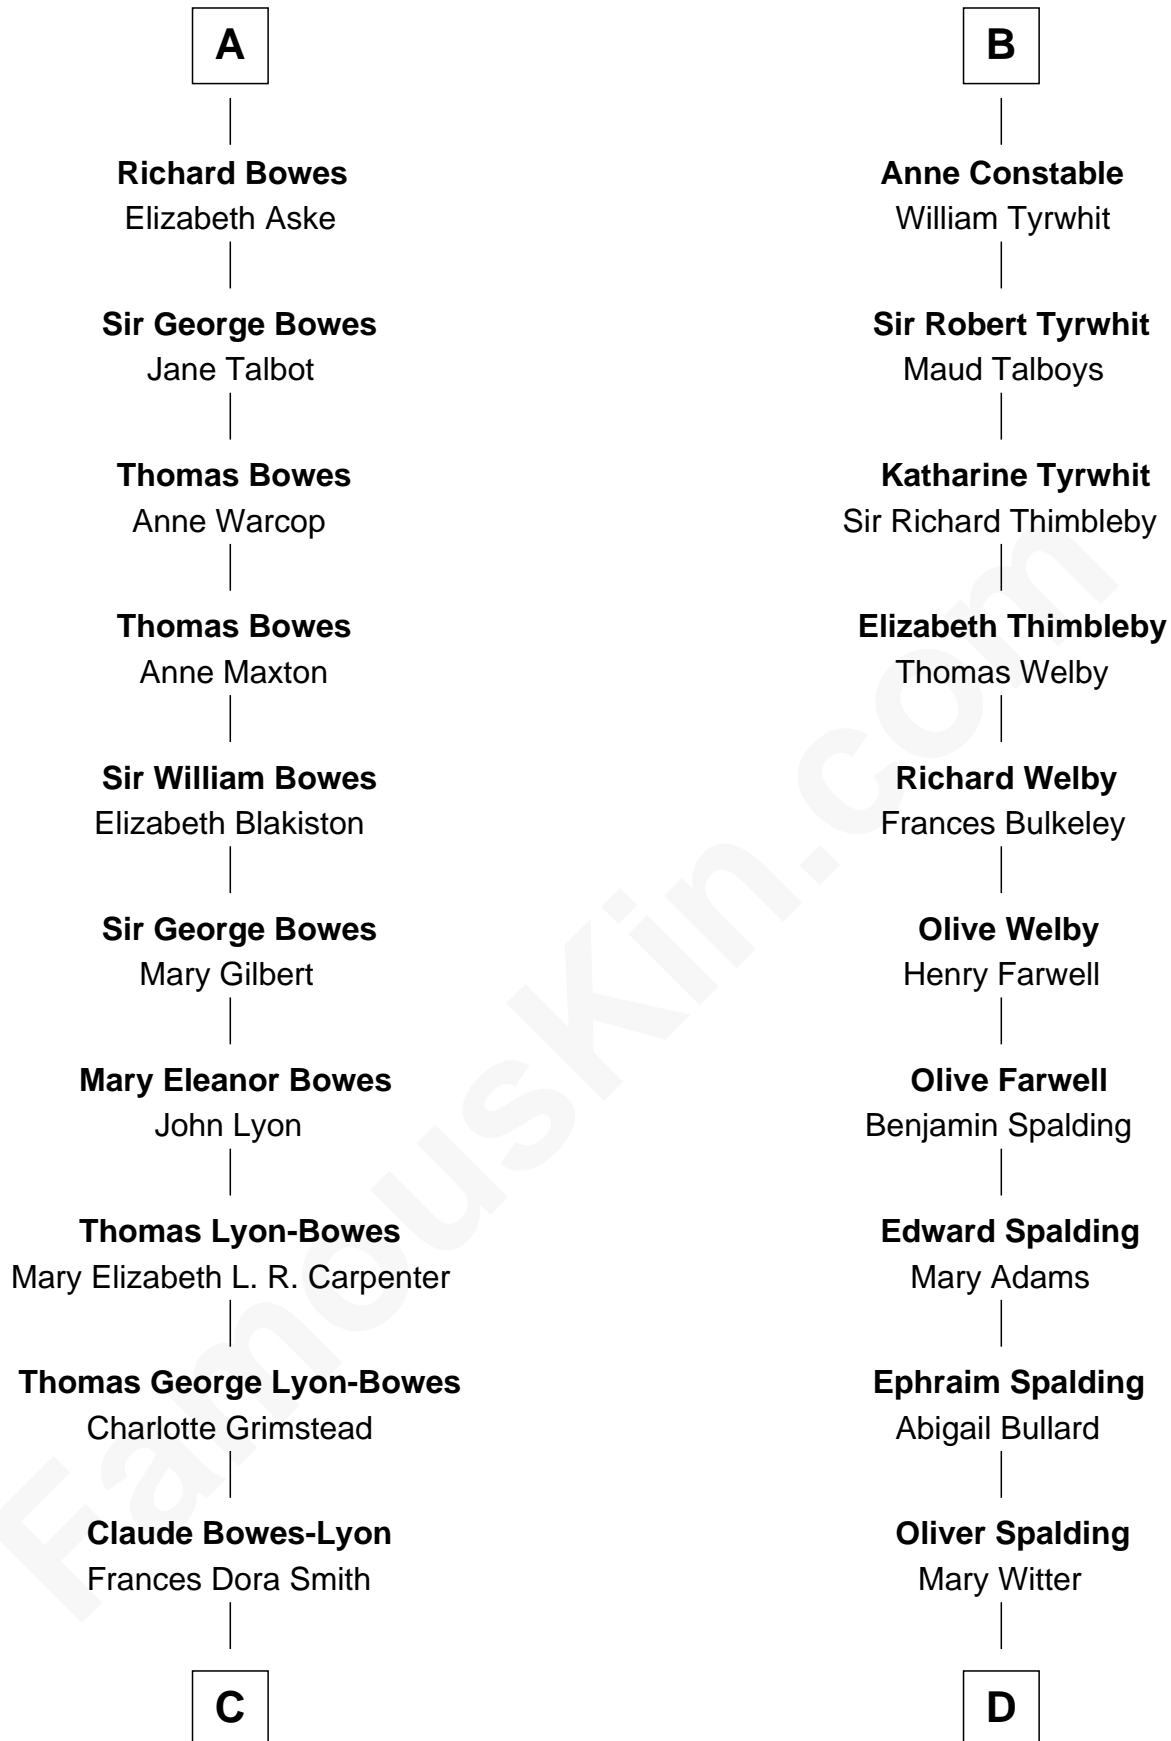 A
Richard Bowes
Elizabeth Aske
Sir George Bowes
Jane Talbot
Thomas Bowes
Anne Warcop
Thomas Bowes
Anne Maxton
Sir William Bowes
Elizabeth Blakiston
Sir George Bowes
Mary Gilbert
Mary Eleanor Bowes
John Lyon
Thomas Lyon-Bowes
Mary Elizabeth L. R. Carpenter
Thomas George Lyon-Bowes
Charlotte Grimstead
Claude Bowes-Lyon
Frances Dora Smith
C
B
Anne Constable
William Tyrwhit
Sir Robert Tyrwhit
Maud Talboys
Katharine Tyrwhit
Sir Richard Thimbleby
Elizabeth Thimbleby
Thomas Welby
Richard Welby
Frances Bulkeley
Olive Welby
Henry Farwell
Olive Farwell
Benjamin Spalding
Edward Spalding
Mary Adams
Ephraim Spalding
Abigail Bullard
Oliver Spalding
Mary Witter
D
FamousKin.com